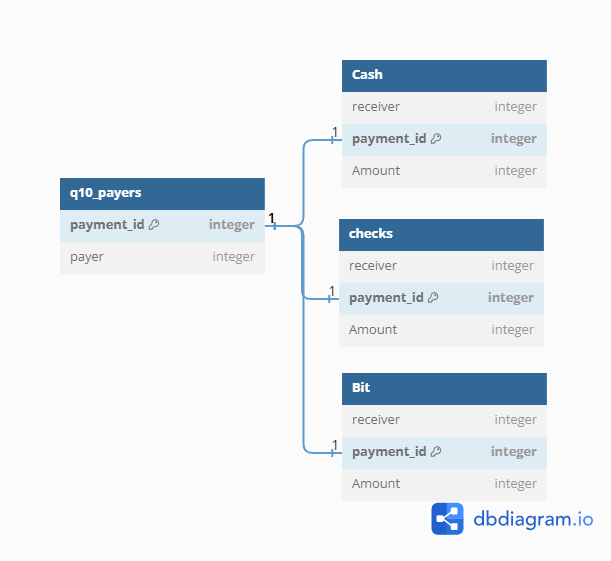 Cash
receiver integer
1
payment_id integer
Amount integer
q10_payers
1
payment_id integer
payer integer
checks
receiver integer
1
payment_id integer
Amount integer
Bit
receiver integer
1
payment_id integer
Amount integer
dbdiagram.io